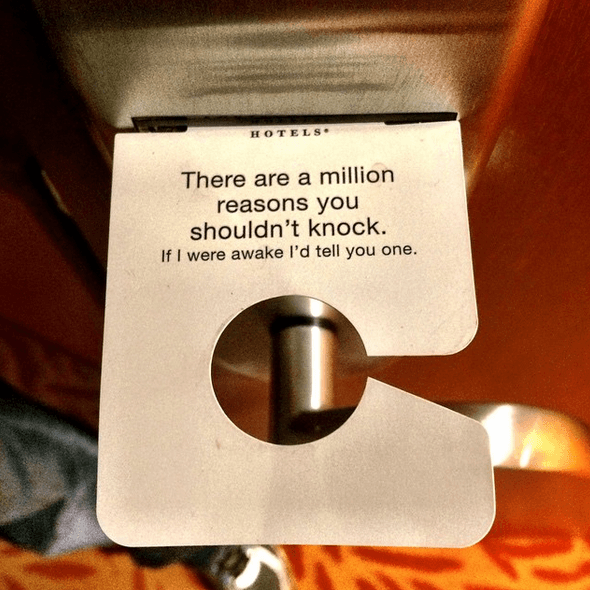 HOTELS®
There are a million
reasons you
shouldn't knock.
If I were awake I'd tell you one.